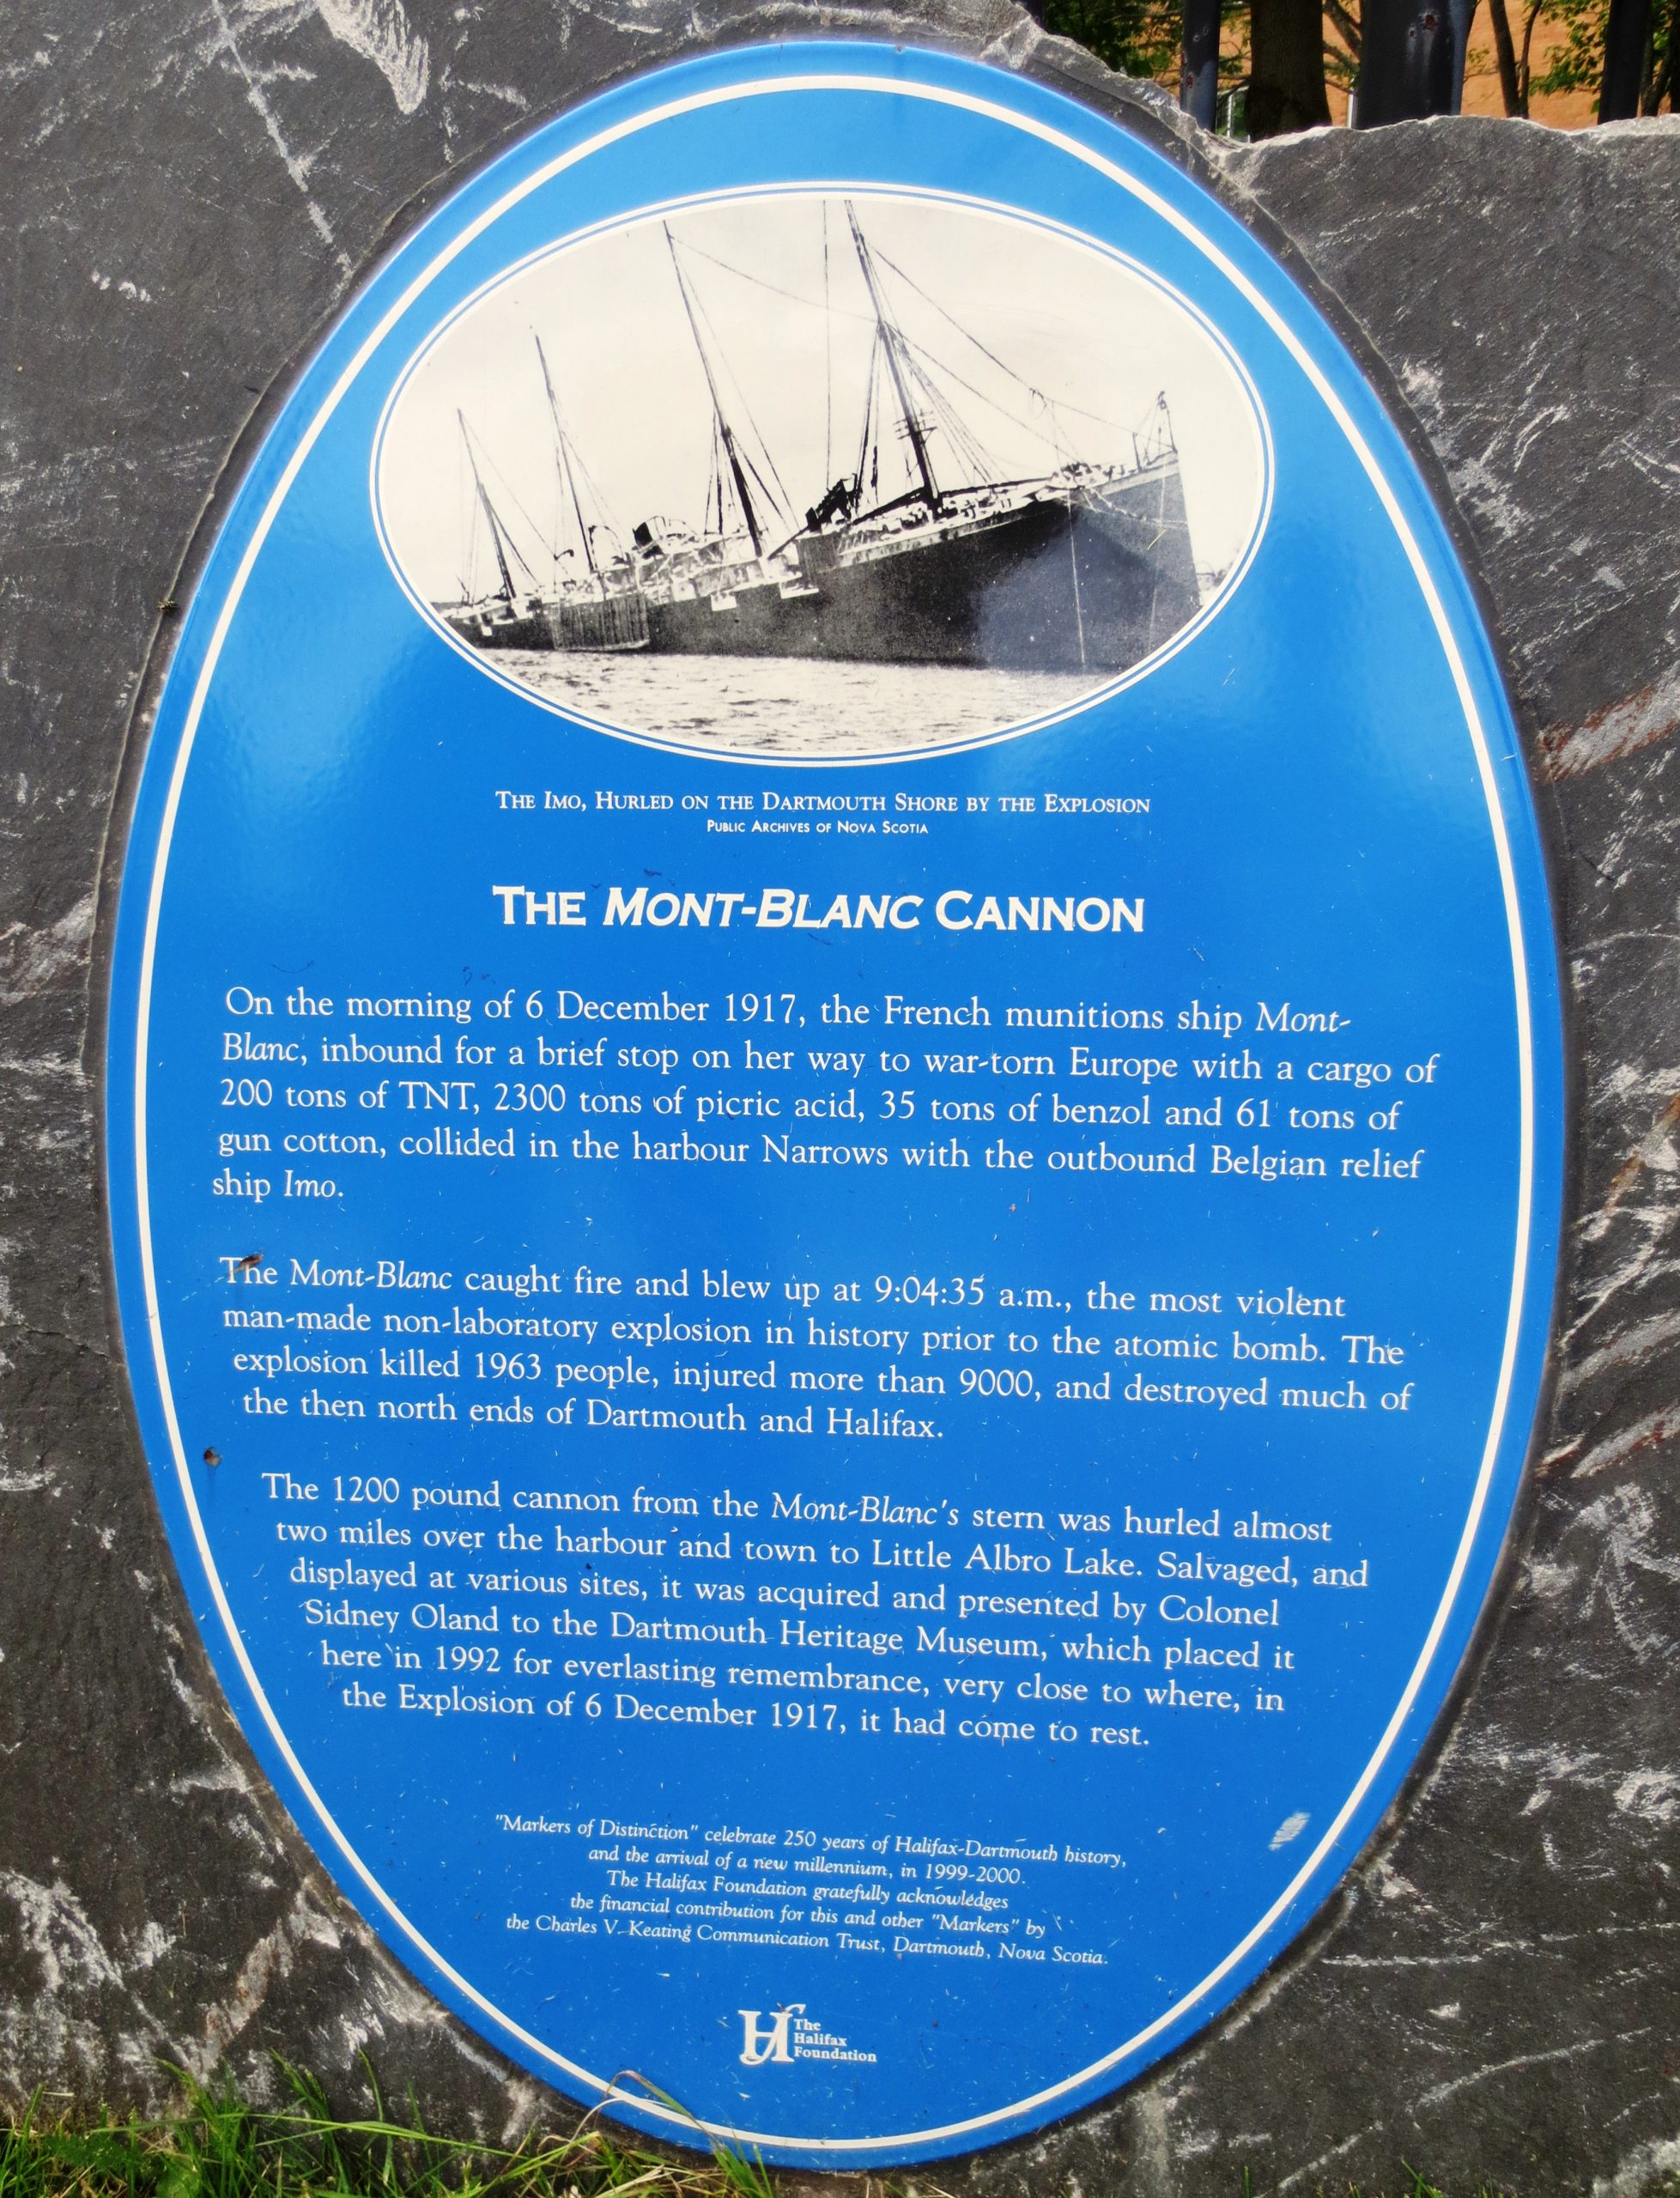 The Imo, Hurled on the Dartmouth Shore by the Explosion
Public Archives of Nova Scotia
The Mont-Blanc Cannon
On the morning of 6 December 1917, the French munitions ship Mont-
Blanc, inbound for a brief stop on her way to war-torn Europe with a cargo of
200 tons of TNT, 2300 tons of picric acid, 35 tons of benzol and 61 tons of
gun cotton, collided in the harbour Narrows with the outbound Belgian relief
ship Imo.
The Mont-Blanc caught fire and blew up at 9:04:35 a.m., the most violent
man-made non-laboratory explosion in history prior to the atomic bomb. The
explosion killed 1963 people, injured more than 9000, and destroyed much of
the then north ends of Dartmouth and Halifax.
The 1200 pound cannon from the Mont-Blanc's stern was hurled almost
two miles over the harbour and town to Little Albro Lake. Salvaged, and
displayed at various sites, it was acquired and presented by Colonel
Sidney Oland to the Dartmouth Heritage Museum, which placed it
here in 1992 for everlasting remembrance, very close to where, in
the Explosion of 6 December 1917, it had come to rest.
"Markers of Distinction" celebrate 250 years of Halifax-Dartmouth history,
and the arrival of a new millennium, in 1999-2000.
The Halifax Foundation gratefully acknowledges
the financial contribution for this and other "Markers" by
the Charles V. Keating Communication Trust, Dartmouth, Nova Scotia.
The
Halifax
Foundation